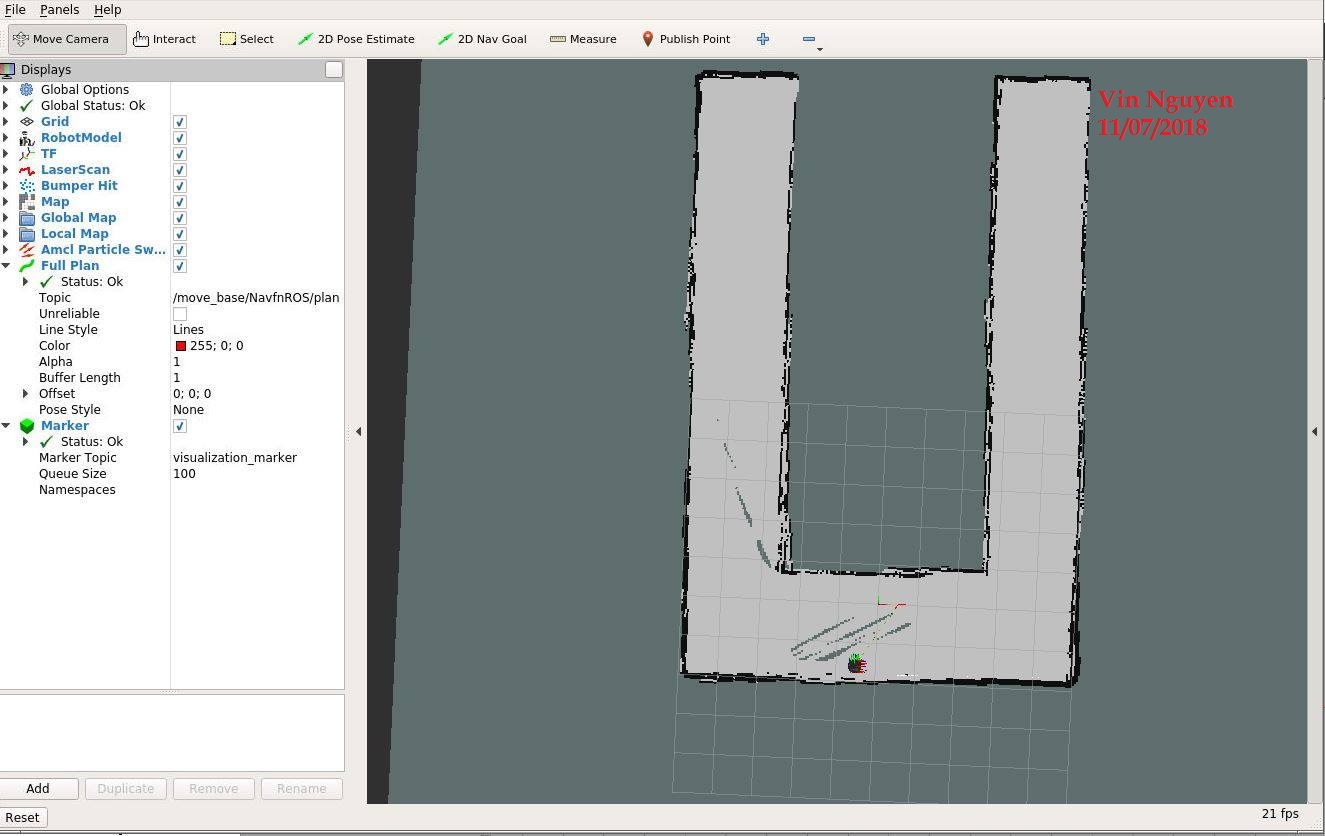 File Panels Help
Move Camera Interact Select 2D Pose Estimate 2D Nav Goal Measure Publish Point
Displays
Global Options
Global Status: Ok
Grid
RobotModel
TF
LaserScan
Bumper Hit
Map
Global Map
Local Map
Amcl Particle Sw...
Full Plan
Status: Ok
Topic /move_base/NavfnROS/plan
Unreliable
Line Style Lines
Color 255; 0; 0
Alpha 1
Buffer Length 1
Offset 0; 0; 0
Pose Style None
Marker
Status: Ok
Marker Topic visualization_marker
Queue Size 100
Namespaces
Add Duplicate Remove Rename
Reset
Vin Nguyen
11/07/2018
21 fps